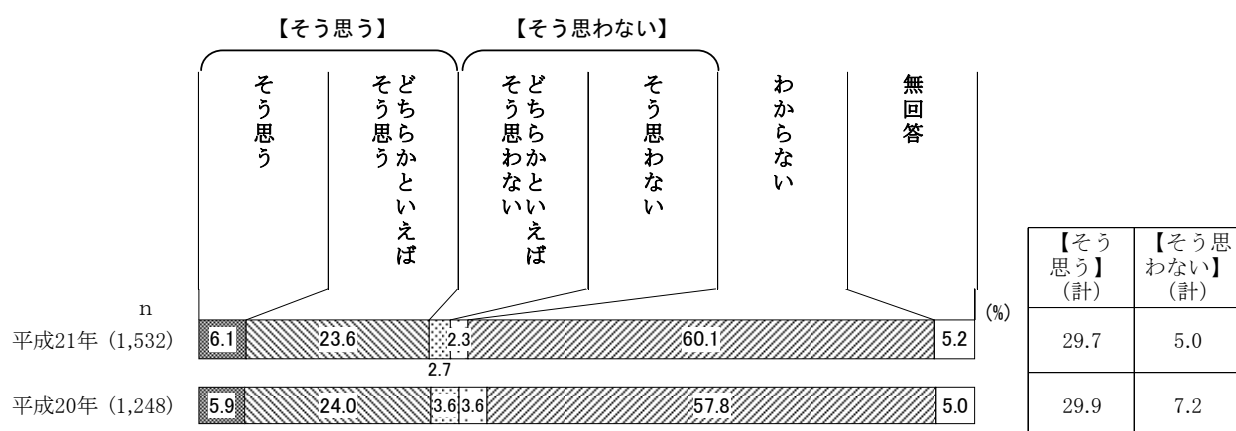 【そう思う】 【そう思わない】
そう思う
どちらかといえば
そう思う
どちらかといえば
そう思わない
そう思わない
わからない
無回答
【そう
思う】
(計)
【そう思
わない】
(計)
n
(%)
平成21年 (1,532) 6.1 23.6 2.3 60.1 5.2 29.7 5.0
2.7
平成20年 (1,248) 5.9 24.0 3.6 3.6 57.8 5.0 29.9 7.2